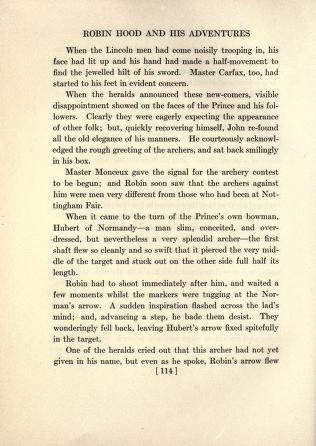 ROBIN HOOD AND HIS ADVENTURES
When the Lincoln men had come noisily trooping in, his
face had lit up and his hand had made a half-movement to
find the jewelled hilt of his sword. Master Carfax, too, had
started to his feet in evident concern.
When the heralds announced these new-comers, visible
disappointment showed on the faces of the Prince and his fol-
lowers. Clearly they were eagerly expecting the appearance
of other folk; but, quickly recovering himself, John re-found
all the old elegance of his manners. He courteously acknowl-
edged the rough greeting of the archers, and sat back smilingly
in his box.
Master Monceux gave the signal for the archery contest
to be begun; and Robin soon saw that the archers against
him were men very different from those who had been at Not-
tingham Fair.
When it came to the turn of the Prince's own bowman,
Hubert of Normandy—a man slim, conceited, and over-
dressed, but nevertheless a very splendid archer—the first
shaft flew so cleanly and so swift that it pierced the very mid-
dle of the target and stuck out on the other side full half its
length.
Robin had to shoot immediately after him, and waited a
few moments whilst the markers were tugging at the Nor-
man's arrow. A sudden inspiration flashed across the lad's
mind; and, advancing a step, he bade them desist. They
wonderingly fell back, leaving Hubert's arrow fixed spitefully
in the target.
One of the heralds cried out that this archer had not yet
given in his name, but even as he spoke, Robin's arrow flew
[ 114 ]